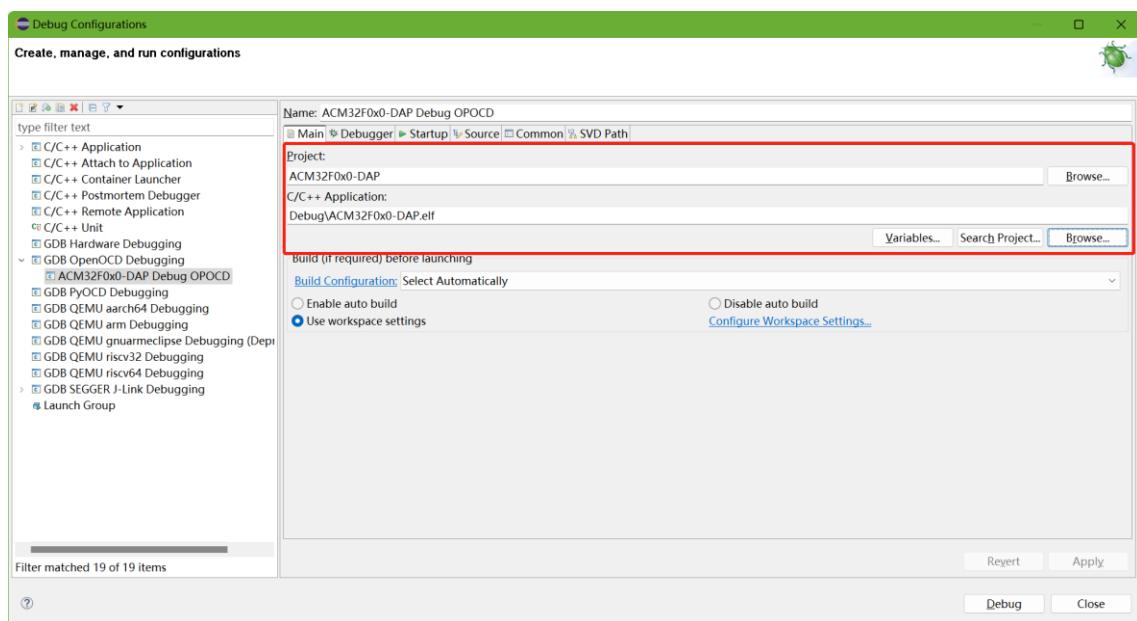 Debug Configurations
Create, manage, and run configurations
type filter text
C/C++ Application
C/C++ Attach to Application
C/C++ Container Launcher
C/C++ Postmortem Debugger
C/C++ Remote Application
C/C++ Unit
GDB Hardware Debugging
GDB OpenOCD Debugging
ACM32F0x0-DAP Debug OPOCD
GDB PyOCD Debugging
GDB QEMU aarch64 Debugging
GDB QEMU arm Debugging
GDB QEMU gnuarmeclipse Debugging (Depr
GDB QEMU riscv32 Debugging
GDB QEMU riscv64 Debugging
GDB SEGGER J-Link Debugging
Launch Group
Filter matched 19 of 19 items
Name: ACM32F0x0-DAP Debug OPOCD
Main Debugger Startup Source Common SVD Path
Project:
ACM32F0x0-DAP Browse...
C/C++ Application:
Debug\ACM32F0x0-DAP.elf
Variables... Search Project... Browse...
Build (if required) before launching
Build Configuration: Select Automatically
Enable auto build Disable auto build
Use workspace settings Configure Workspace Settings...
Revert Apply
Debug Close